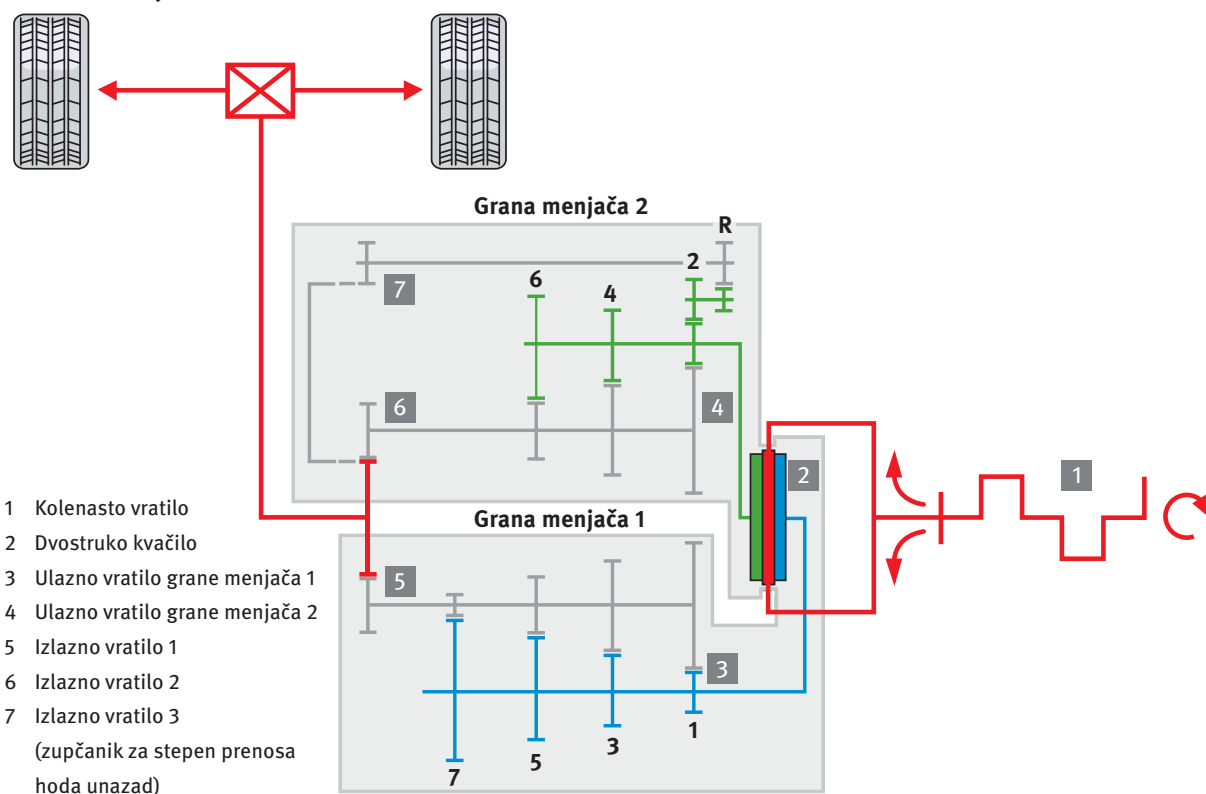 Grana menjača 2
R
2
6
4
7
6
4
2
1
Grana menjača 1
5
3
1
3
5
7
1 Kolenasto vratilo
2 Dvostruko kvačilo
3 Ulazno vratilo grane menjača 1
4 Ulazno vratilo grane menjača 2
5 Izlazno vratilo 1
6 Izlazno vratilo 2
7 Izlazno vratilo 3
(zupčanik za stepen prenosa
hoda unazad)